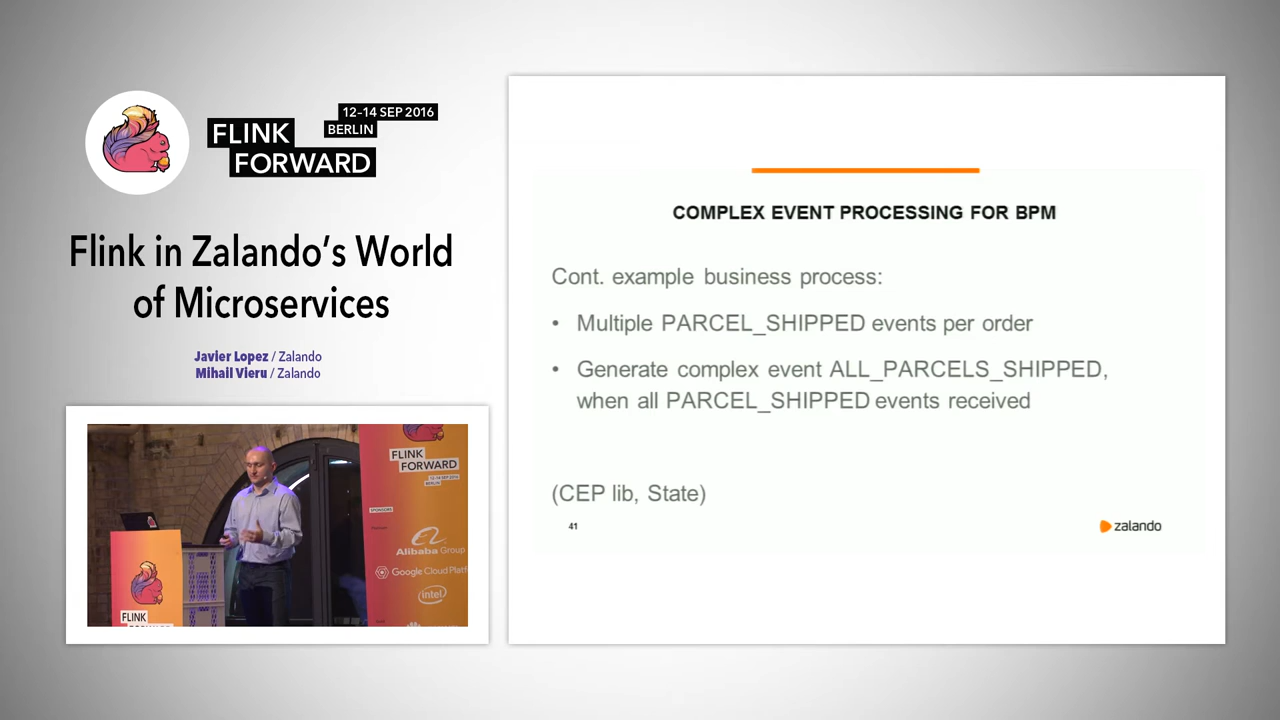 12–14 SEP 2016
BERLIN
FLINK
FORWARD
Flink in Zalando's World
of Microservices
Javier Lopez / Zalando
Mihail Vieru / Zalando
COMPLEX EVENT PROCESSING FOR BPM
Cont. example business process:
• Multiple PARCEL_SHIPPED events per order
• Generate complex event ALL_PARCELS_SHIPPED,
when all PARCEL_SHIPPED events received
(CEP lib, State)
41
zalando
FLINK
FORWARD
12–14 SEP 2016
BERLIN
SPONSORS
Alibaba Group
Google Cloud Platf
intel
FLINK